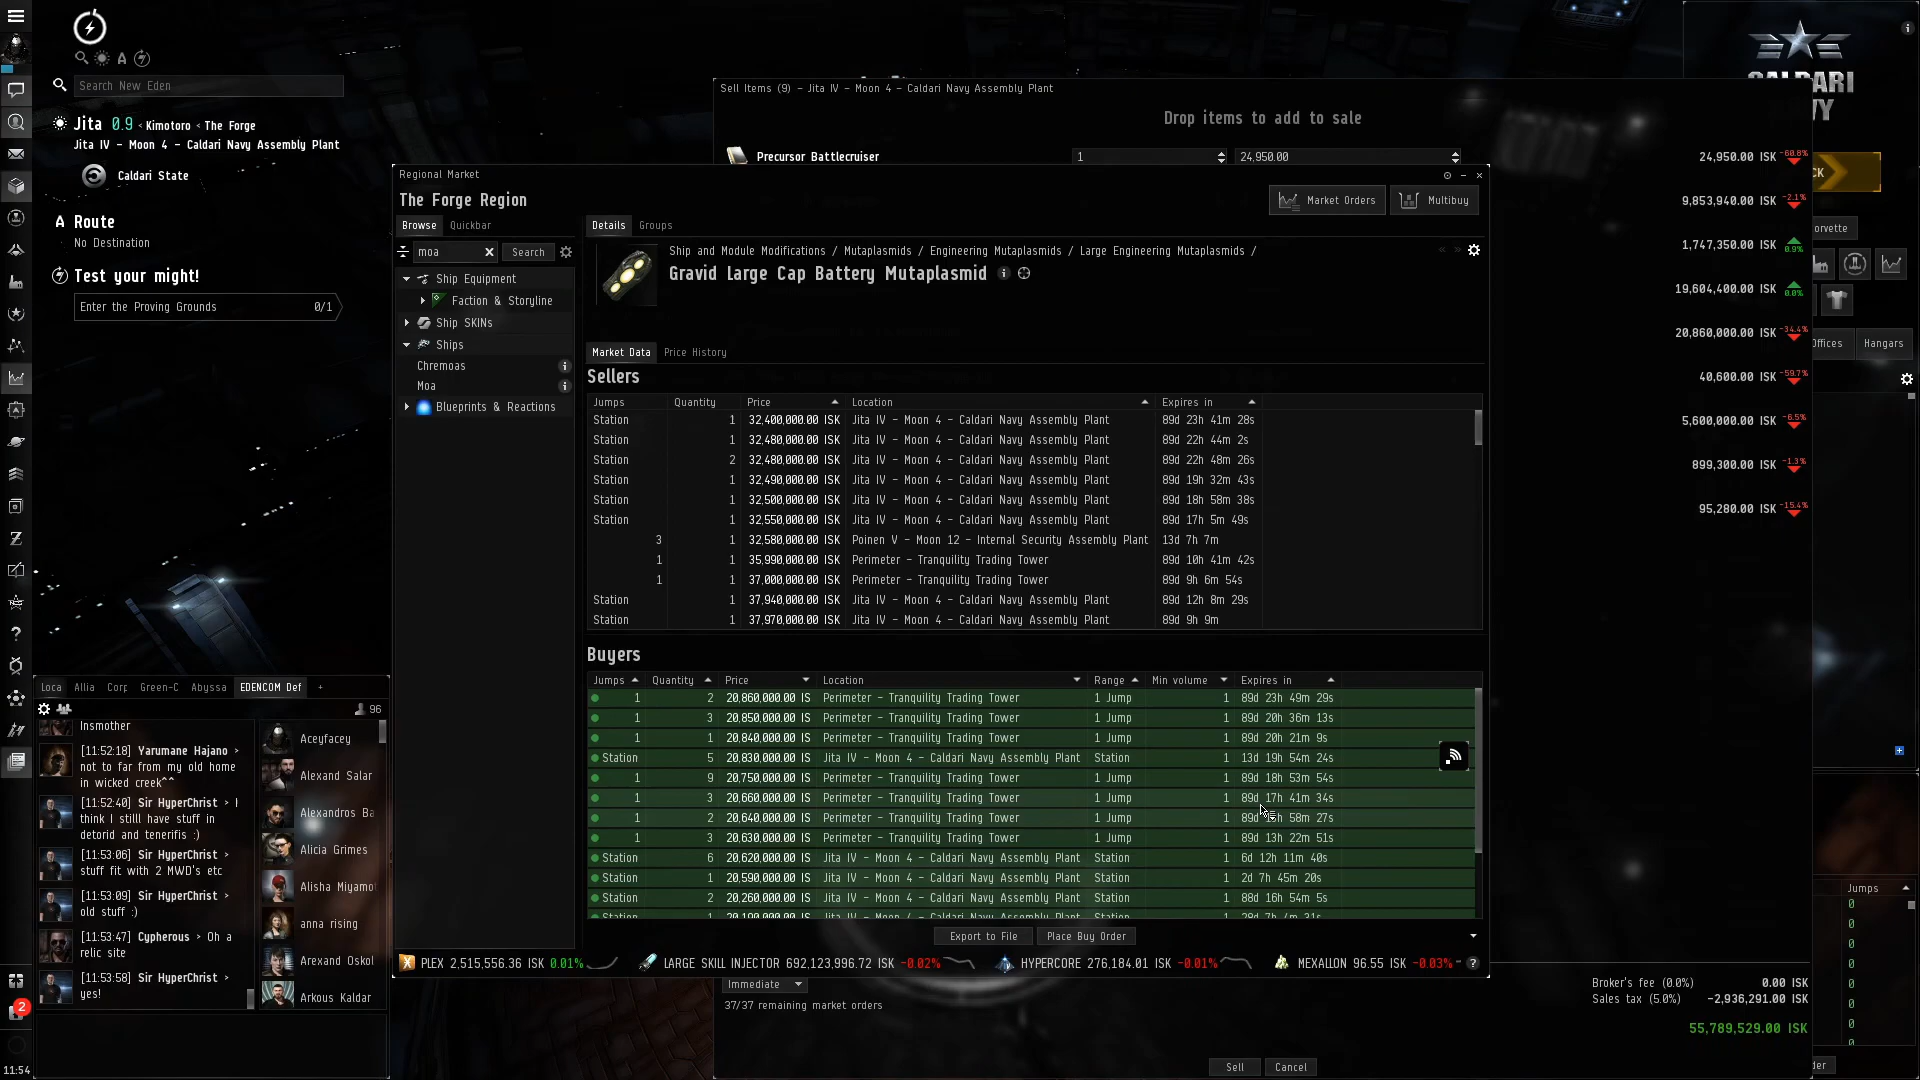 Search New Eden
Jita 0.9 < Kimotoro < The Forge
Jita IV - Moon 4 - Caldari Navy Assembly Plant
Caldari State
Route
No Destination
Test your might!
Enter the Proving Grounds 0/1
Sell Items (9) - Jita IV - Moon 4 - Caldari Navy Assembly Plant
Drop items to add to sale
Precursor Battlecruiser 1 24,950.00
24,950.00 ISK -60.8%
9,853,940.00 ISK -2.1%
1,747,350.00 ISK 0.9%
19,604,400.00 ISK 0.0%
20,860,000.00 ISK -34.4%
40,600.00 ISK -59.7%
5,600,000.00 ISK -6.5%
899,300.00 ISK -1.3%
95,280.00 ISK -15.4%
Regional Market
The Forge Region
Market Orders Multibuy
Browse Quickbar
moa Search
Ship Equipment
Faction & Storyline
Ship SKINs
Ships
Chremoas
Moa
Blueprints & Reactions
Details Groups
Ship and Module Modifications / Mutaplasmids / Engineering Mutaplasmids / Large Engineering Mutaplasmids /
Gravid Large Cap Battery Mutaplasmid
Market Data Price History
Sellers
Jumps Quantity Price Location Expires in
Station 1 32,400,000.00 ISK Jita IV - Moon 4 - Caldari Navy Assembly Plant 89d 23h 41m 28s
Station 1 32,480,000.00 ISK Jita IV - Moon 4 - Caldari Navy Assembly Plant 89d 22h 44m 2s
Station 2 32,480,000.00 ISK Jita IV - Moon 4 - Caldari Navy Assembly Plant 89d 22h 48m 26s
Station 1 32,490,000.00 ISK Jita IV - Moon 4 - Caldari Navy Assembly Plant 89d 19h 32m 43s
Station 1 32,500,000.00 ISK Jita IV - Moon 4 - Caldari Navy Assembly Plant 89d 18h 58m 38s
Station 1 32,550,000.00 ISK Jita IV - Moon 4 - Caldari Navy Assembly Plant 89d 17h 5m 49s
3 1 32,580,000.00 ISK Poinen V - Moon 12 - Internal Security Assembly Plant 13d 7h 7m
1 1 35,990,000.00 ISK Perimeter - Tranquility Trading Tower 89d 10h 41m 42s
1 1 37,000,000.00 ISK Perimeter - Tranquility Trading Tower 89d 9h 6m 54s
Station 1 37,940,000.00 ISK Jita IV - Moon 4 - Caldari Navy Assembly Plant 89d 12h 8m 29s
Station 1 37,970,000.00 ISK Jita IV - Moon 4 - Caldari Navy Assembly Plant 89d 9h 9m
Buyers
Jumps Quantity Price Location Range Min volume Expires in
1 2 20,860,000.00 IS Perimeter - Tranquility Trading Tower 1 Jump 1 89d 23h 49m 29s
1 3 20,850,000.00 IS Perimeter - Tranquility Trading Tower 1 Jump 1 89d 20h 36m 13s
1 1 20,840,000.00 IS Perimeter - Tranquility Trading Tower 1 Jump 1 89d 20h 21m 9s
Station 5 20,830,000.00 IS Jita IV - Moon 4 - Caldari Navy Assembly Plant Station 1 13d 19h 54m 24s
1 9 20,750,000.00 IS Perimeter - Tranquility Trading Tower 1 Jump 1 89d 18h 53m 54s
1 3 20,660,000.00 IS Perimeter - Tranquility Trading Tower 1 Jump 1 89d 17h 41m 34s
1 2 20,640,000.00 IS Perimeter - Tranquility Trading Tower 1 Jump 1 89d 58m 27s
1 3 20,630,000.00 IS Perimeter - Tranquility Trading Tower 1 Jump 1 89d 13h 22m 51s
Station 6 20,620,000.00 IS Jita IV - Moon 4 - Caldari Navy Assembly Plant Station 1 6d 12h 11m 40s
Station 1 20,590,000.00 IS Jita IV - Moon 4 - Caldari Navy Assembly Plant Station 1 2d 7h 45m 20s
Station 2 20,260,000.00 IS Jita IV - Moon 4 - Caldari Navy Assembly Plant Station 1 88d 16h 54m 5s
Export to File Place Buy Order
PLEX 2,515,556.36 ISK 0.01% LARGE SKILL INJECTOR 692,123,996.72 ISK -0.02% HYPERCORE 276,184.01 ISK -0.01% MEXALLON 96.55 ISK -0.03%
Immediate
37/37 remaining market orders
Broker's fee (0.0%) 0.00 ISK
Sales tax (5.0%) -2,936,291.00 ISK
55,789,529.00 ISK
Sell Cancel
Loca Allia Corp Green-C Abyssa EDENCOM Def +
96
Insmother
[11:52:18] Yarumane Hajano >
not to far from my old home
in wicked creek^^
[11:52:40] Sir HyperChrist > I
think I stilll have stuff in
detorid and tenerifis :)
[11:53:06] Sir HyperChrist >
stuff fit with 2 MWD's etc
[11:53:09] Sir HyperChrist >
old stuff :)
[11:53:47] Cypherous > Oh a
relic site
[11:53:58] Sir HyperChrist >
yes!
Aceyfacey
Alexand Salar
Alexandros Ba
Alicia Grimes
Alisha Miyamo
anna rising
Arexand Oskol
Arkous Kaldar
2
11:54
CALDARI
CK
orvette
Offices Hangars
Jumps
0
0
0
0
0
0
0
der